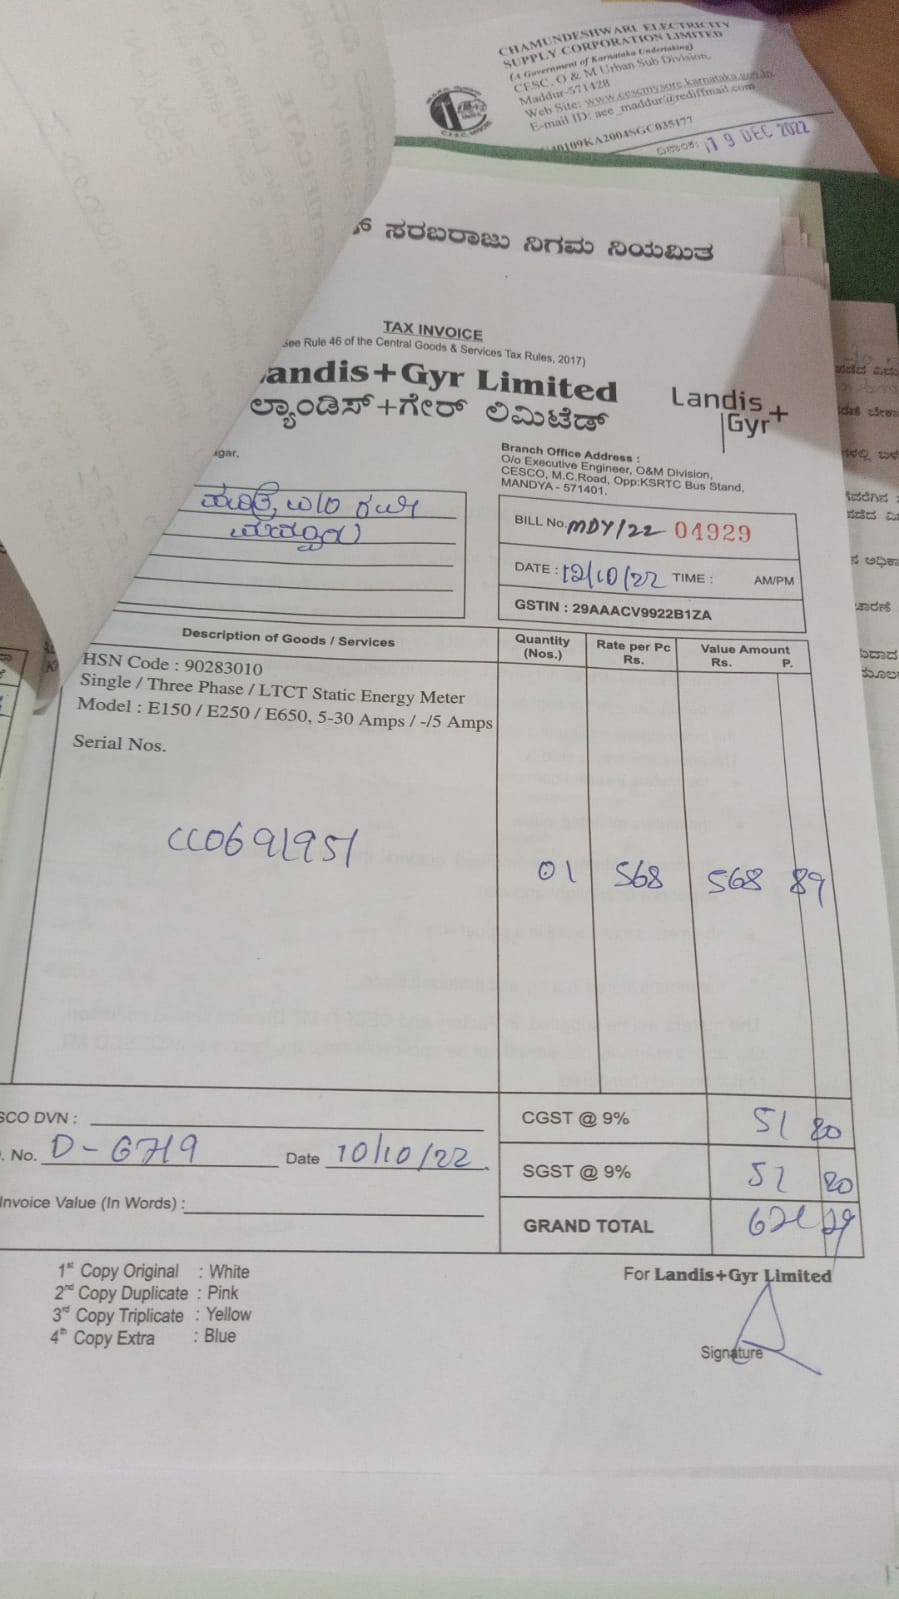 CHAMUNDESHWARI ELECTRICITY
SUPPLY CORPORATION LIMITED
(A Government of Karnataka Undertaking)
CESC, O & M Urban Sub Division,
Maddur-571428
Web Site: www.cescmysore.karnataka.gov.in
E-mail ID: aee_maddur@rediffmail.com
40109KA2004SGC035177
ದಿನಾಂಕ: 19 DEC 2022
ಸರಬರಾಜು ನಿಗಮ ನಿಯಮಿತ
TAX INVOICE
See Rule 46 of the Central Goods & Services Tax Rules, 2017)
Landis+Gyr Limited
ಲ್ಯಾಂಡಿಸ್+ಗೇರ್ ಲಿಮಿಟೆಡ್
Landis+
Gyr
agar,
Branch Office Address :
O/o Executive Engineer, O&M Division,
CESCO, M.C.Road, Opp:KSRTC Bus Stand,
MANDYA - 571401.
BILL No. MDY/22 04929
DATE : 12/10/22 TIME : AM/PM
GSTIN : 29AAACV9922B1ZA
Description of Goods / Services Quantity (Nos.) Rate per Pc Rs. Value Amount Rs. P.
HSN Code : 90283010
Single / Three Phase / LTCT Static Energy Meter
Model : E150 / E250 / E650, 5-30 Amps / -/5 Amps
Serial Nos.
CC0691951 01 568 568 89
SCO DVN :
CGST @ 9% 51 20
. No. D-6719 Date 10/10/22.
SGST @ 9% 51 20
Invoice Value (In Words) :
GRAND TOTAL 671 29
1st Copy Original : White
2nd Copy Duplicate : Pink
3rd Copy Triplicate : Yellow
4th Copy Extra : Blue
For Landis+Gyr Limited
Signature